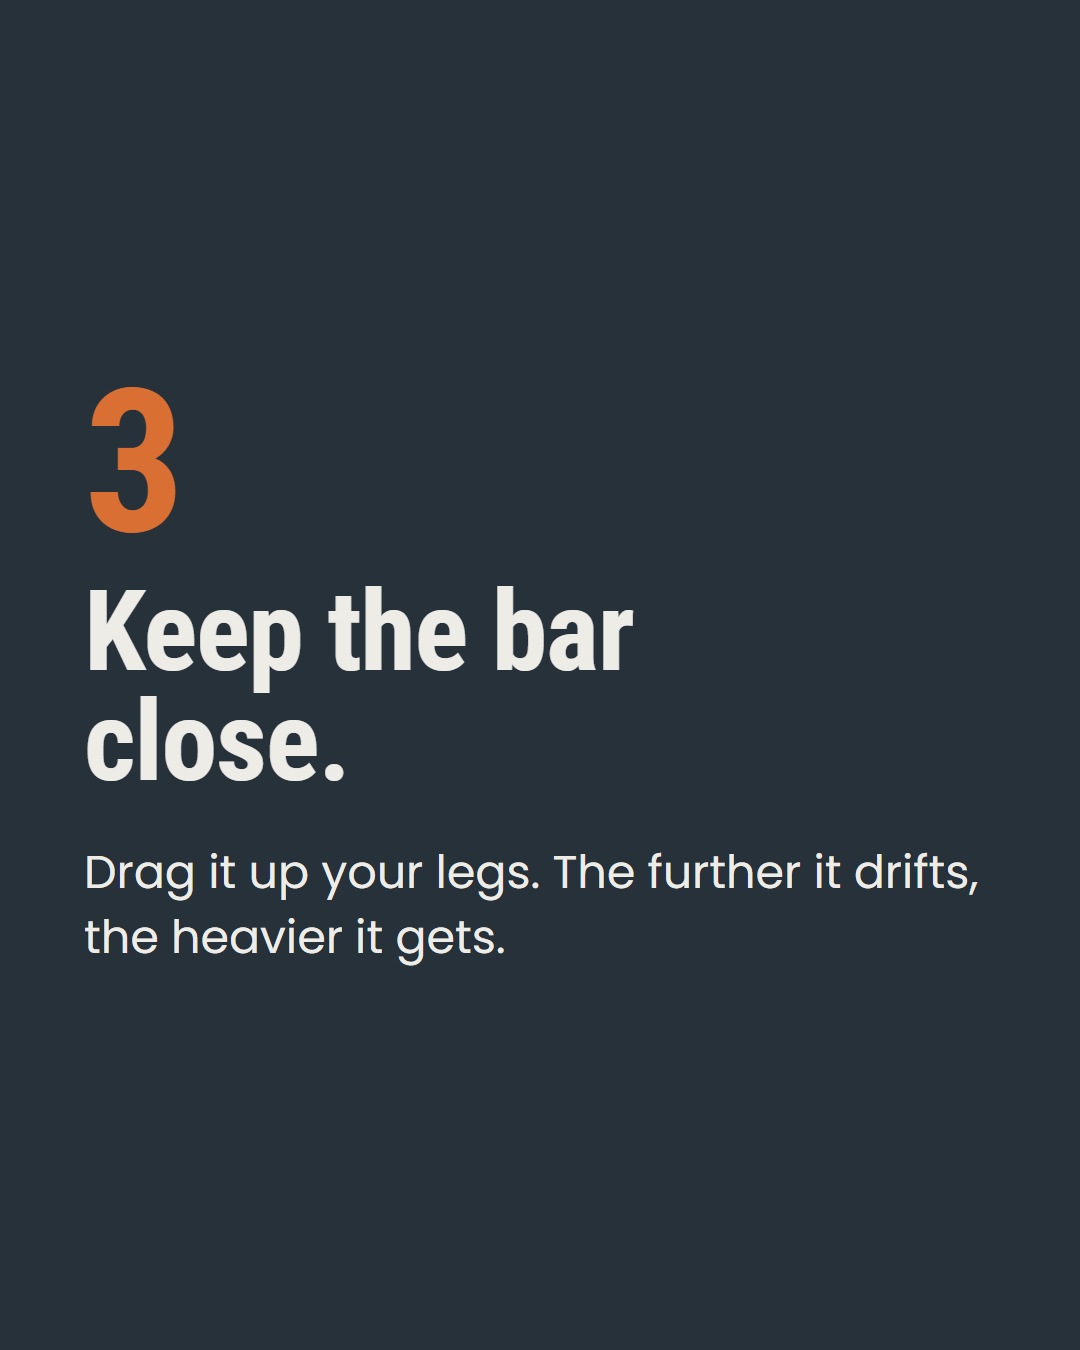 3
Keep the bar
close.
Drag it up your legs. The further it drifts,
the heavier it gets.